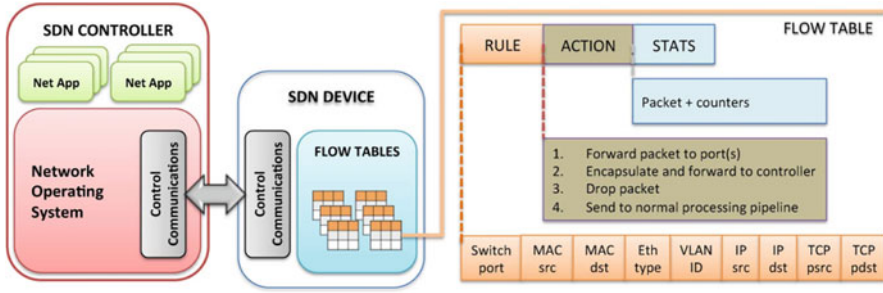 SDN CONTROLLER
Net App
Net App
Network
Operating
System
Control
Communications
SDN DEVICE
Control
Communications
FLOW TABLES
FLOW TABLE
RULE
ACTION
STATS
Packet + counters
1. Forward packet to port(s)
2. Encapsulate and forward to controller
3. Drop packet
4. Send to normal processing pipeline
Switch
port
MAC
src
MAC
dst
Eth
type
VLAN
ID
IP
src
IP
dst
TCP
psrc
TCP
pdst